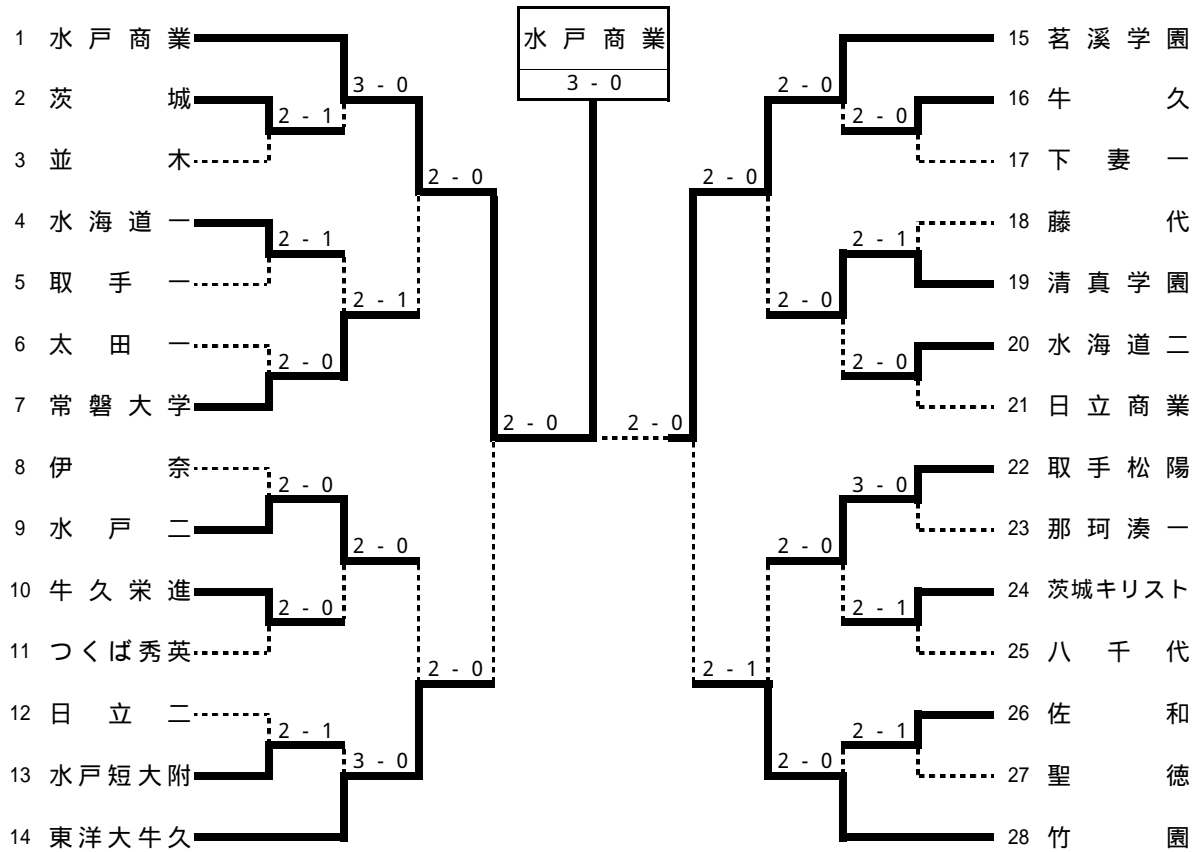 水戸商業
3 - 0
1 水戸商業
2 茨城
3 並木
4 水海道一
5 取手一
6 太田一
7 常磐大学
8 伊奈
9 水戸二
10 牛久栄進
11 つくば秀英
12 日立二
13 水戸短大附
14 東洋大牛久
3 - 0
2 - 1
2 - 0
2 - 1
2 - 1
2 - 0
2 - 0
2 - 0
2 - 0
2 - 0
2 - 0
2 - 1
3 - 0
2 - 0
2 - 0
2 - 0
2 - 1
2 - 0
2 - 0
2 - 0
3 - 0
2 - 0
2 - 1
2 - 1
2 - 1
2 - 0
15 茗溪学園
16 牛久
17 下妻一
18 藤代
19 清真学園
20 水海道二
21 日立商業
22 取手松陽
23 那珂湊一
24 茨城キリスト
25 八千代
26 佐和
27 聖徳
28 竹園